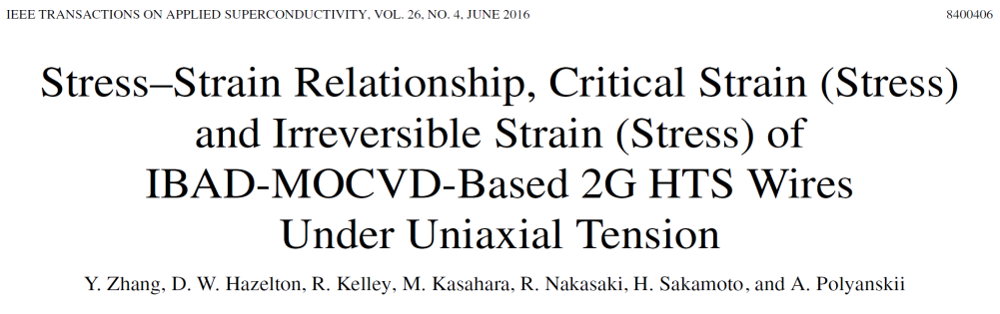 IEEE TRANSACTIONS ON APPLIED SUPERCONDUCTIVITY, VOL. 26, NO. 4, JUNE 2016 8400406
Stress–Strain Relationship, Critical Strain (Stress)
and Irreversible Strain (Stress) of
IBAD-MOCVD-Based 2G HTS Wires
Under Uniaxial Tension
Y. Zhang, D. W. Hazelton, R. Kelley, M. Kasahara, R. Nakasaki, H. Sakamoto, and A. Polyanskii